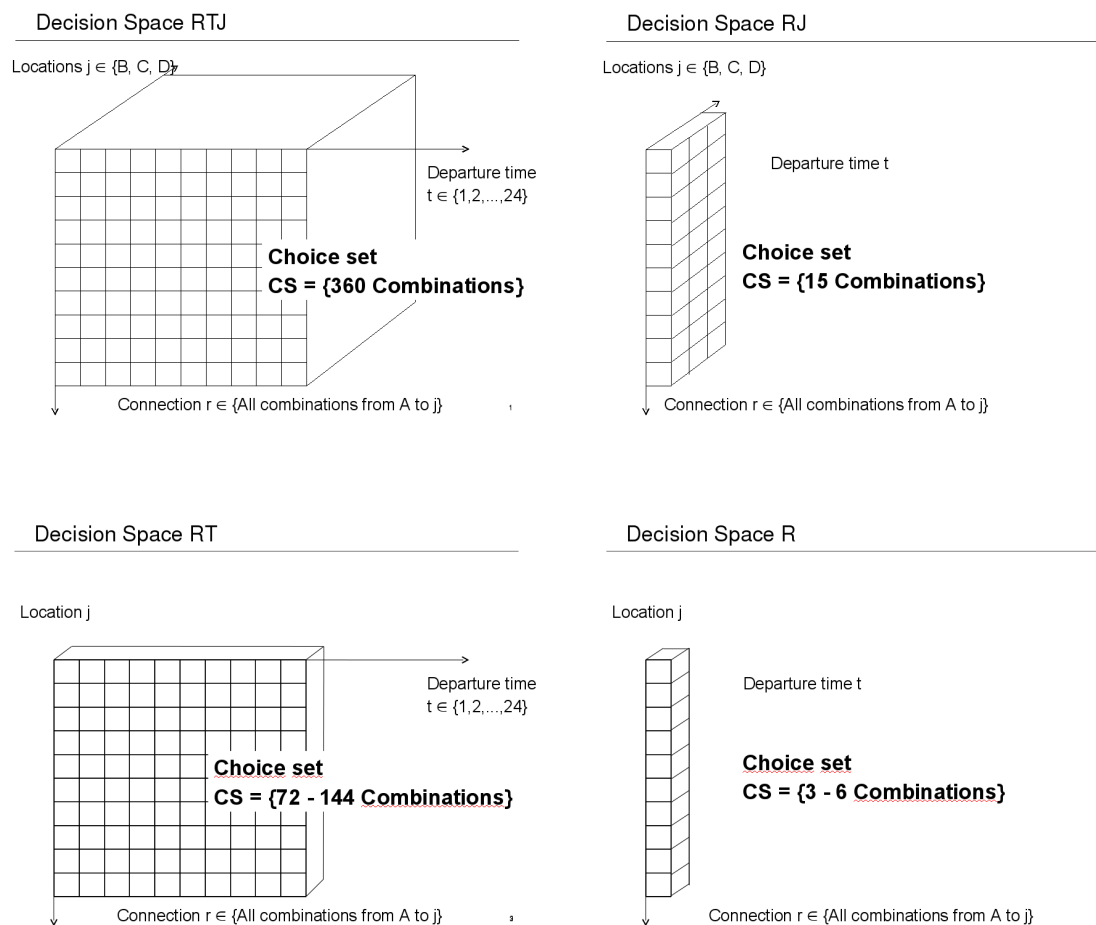 Decision Space RTJ
Locations j ∈ {B, C, D}
Departure time
t ∈ {1,2,...,24}
Choice set
CS = {360 Combinations}
Connection r ∈ {All combinations from A to j}
1
Decision Space RJ
Locations j ∈ {B, C, D}
Departure time t
Choice set
CS = {15 Combinations}
Connection r ∈ {All combinations from A to j}
Decision Space RT
Location j
Departure time
t ∈ {1,2,...,24}
Choice set
CS = {72 - 144 Combinations}
Connection r ∈ {All combinations from A to j}
3
Decision Space R
Location j
Departure time t
Choice set
CS = {3 - 6 Combinations}
Connection r ∈ {All combinations from A to j}